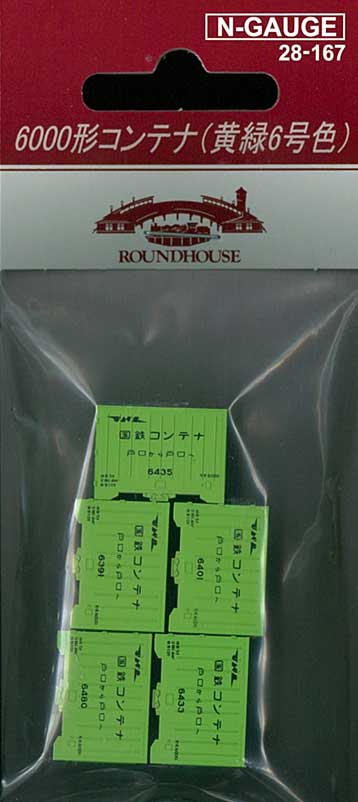 N-GAUGE
28-167
6000形コンテナ(黄緑6号色)
ROUNDHOUSE
国鉄コンテナ
戸口から戸口へ
6435
国鉄コンテナ
戸口から戸口へ
6391
国鉄コンテナ
戸口から戸口へ
6401
国鉄コンテナ
戸口から戸口へ
6480
国鉄コンテナ
戸口から戸口へ
6433